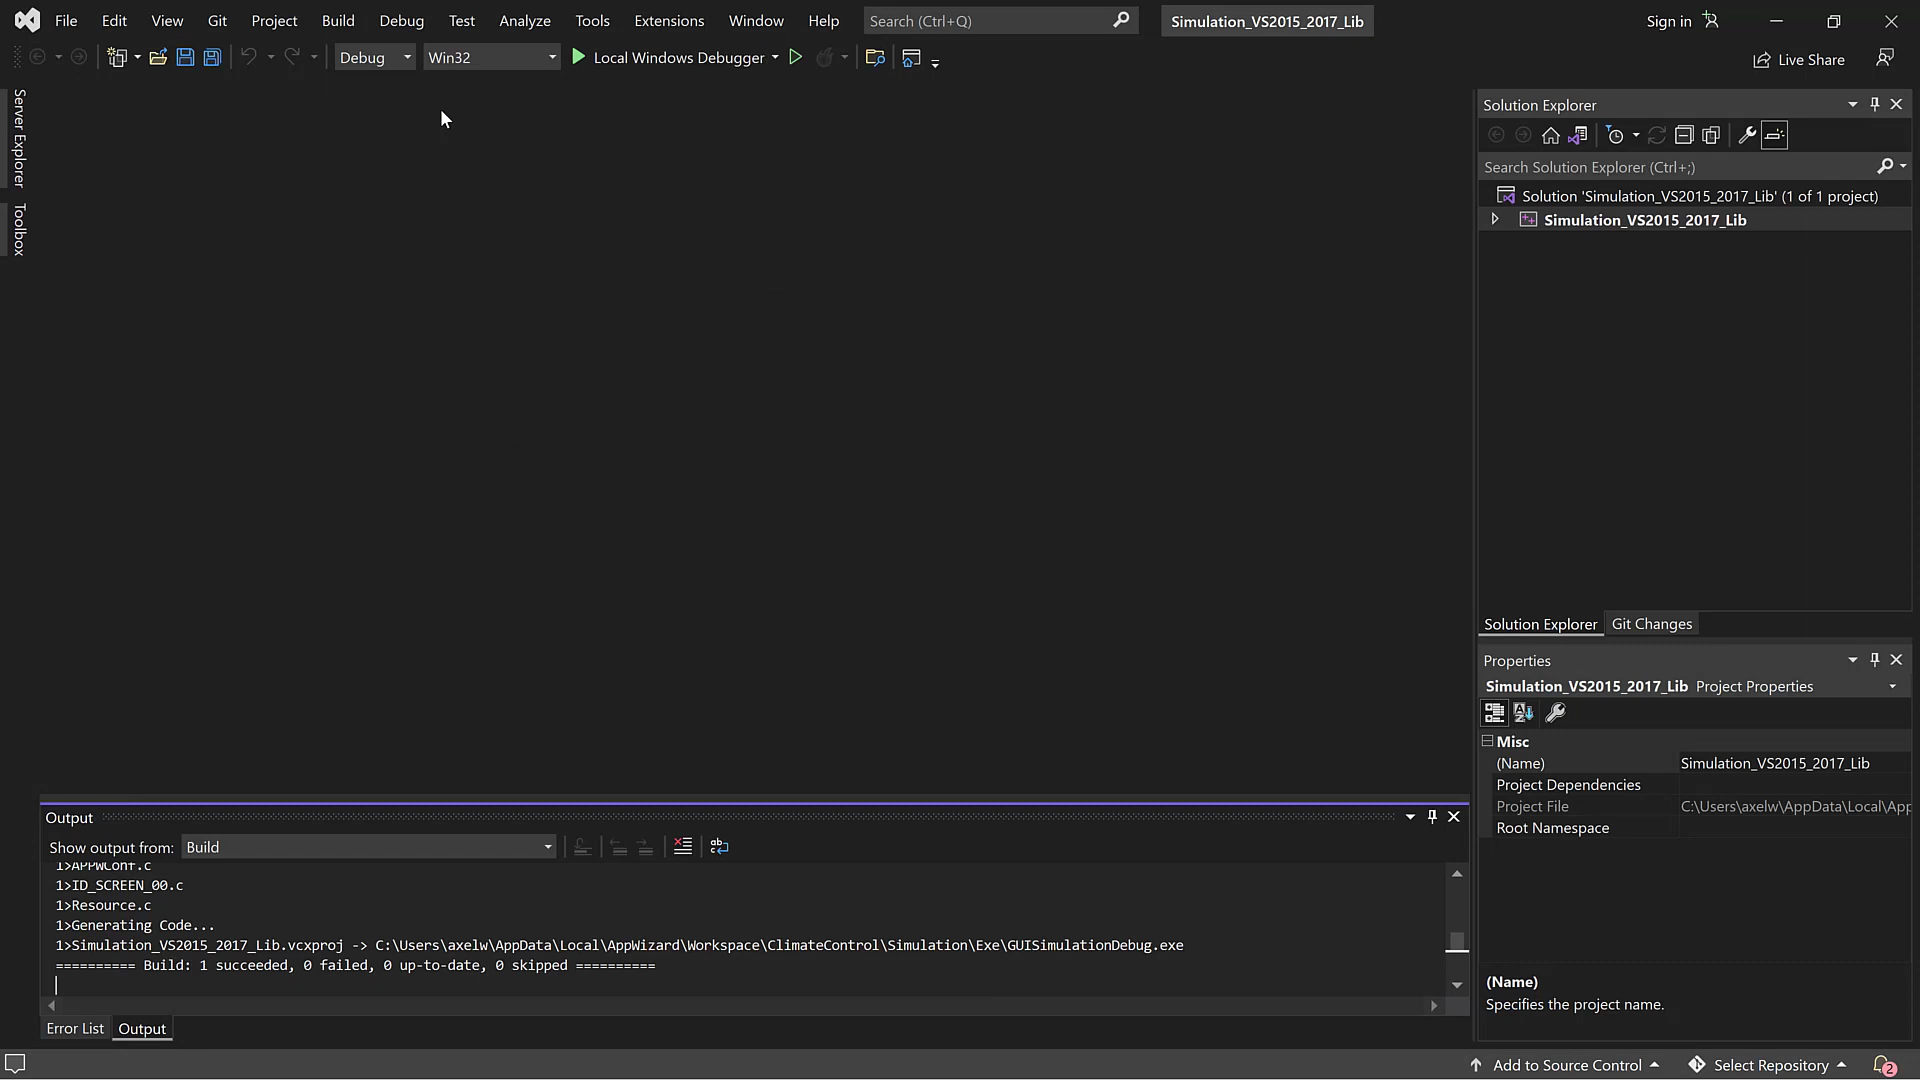 File Edit View Git Project Build Debug Test Analyze Tools Extensions Window Help Search (Ctrl+Q) Simulation_VS2015_2017_Lib Sign in
Debug Win32 Local Windows Debugger Live Share
Server Explorer
Toolbox
Solution Explorer
Search Solution Explorer (Ctrl+;)
Solution 'Simulation_VS2015_2017_Lib' (1 of 1 project)
Simulation_VS2015_2017_Lib
Solution Explorer Git Changes
Properties
Simulation_VS2015_2017_Lib Project Properties
Misc
(Name) Simulation_VS2015_2017_Lib
Project Dependencies
Project File C:\Users\axelw\AppData\Local\App
Root Namespace
(Name)
Specifies the project name.
Output
Show output from: Build
1>APPWConf.c
1>ID_SCREEN_00.c
1>Resource.c
1>Generating Code...
1>Simulation_VS2015_2017_Lib.vcxproj -> C:\Users\axelw\AppData\Local\AppWizard\Workspace\ClimateControl\Simulation\Exe\GUISimulationDebug.exe
========== Build: 1 succeeded, 0 failed, 0 up-to-date, 0 skipped ==========
Error List Output
Add to Source Control Select Repository 2